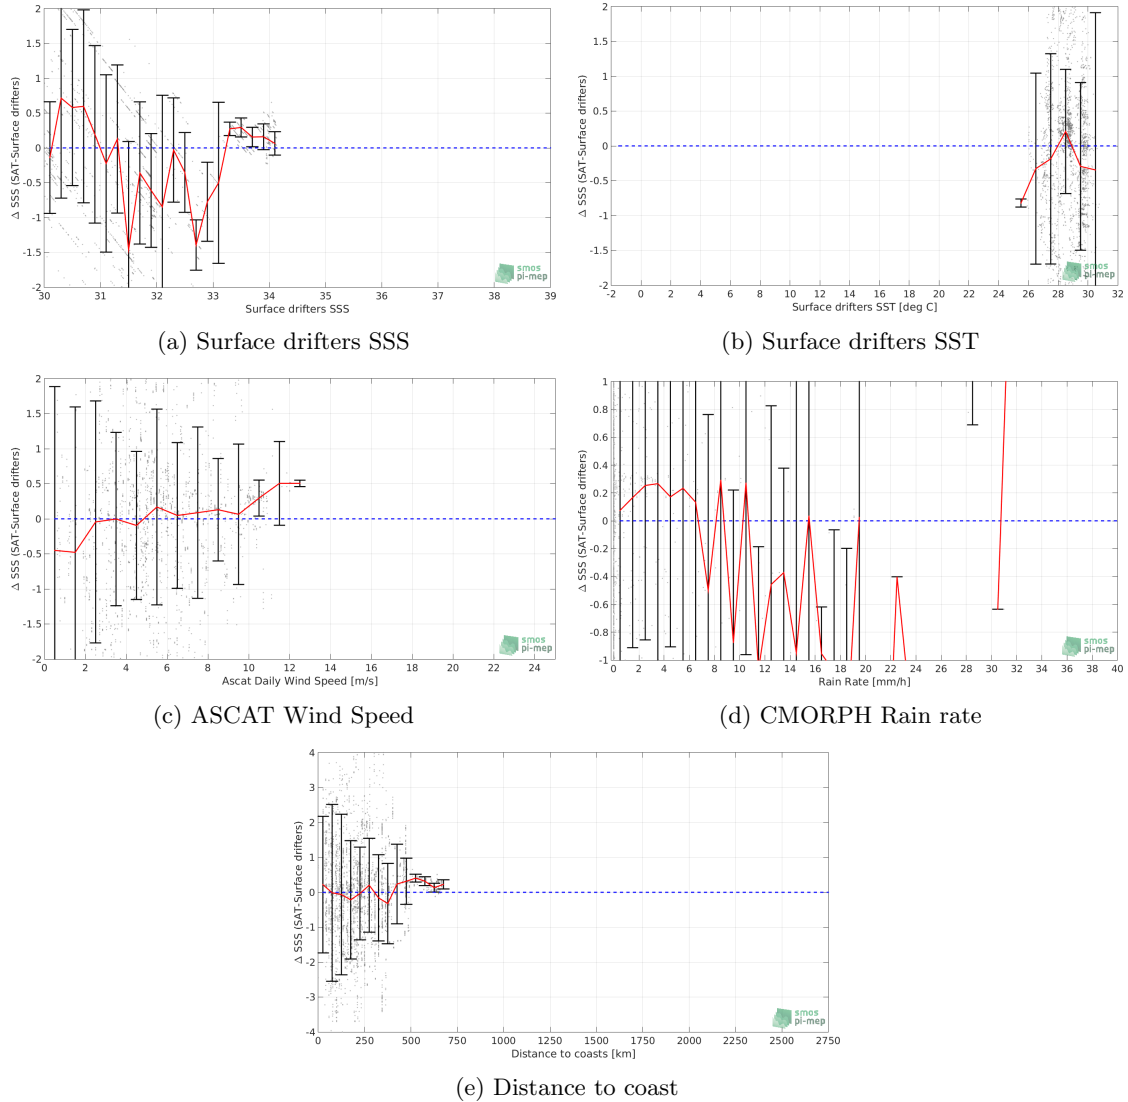 2
1.5
1
0.5
0
-0.5
-1
-1.5
-2
Δ SSS (SAT-Surface drifters)
30 31 32 33 34 35 36 37 38 39
Surface drifters SSS
smos
pi-mep
(a) Surface drifters SSS
2
1.5
1
0.5
0
-0.5
-1
-1.5
-2
Δ SSS (SAT-Surface drifters)
-2 0 2 4 6 8 10 12 14 16 18 20 22 24 26 28 30 32
Surface drifters SST [deg C]
smos
pi-mep
(b) Surface drifters SST
2
1.5
1
0.5
0
-0.5
-1
-1.5
-2
Δ SSS (SAT-Surface drifters)
0 2 4 6 8 10 12 14 16 18 20 22 24
Ascat Daily Wind Speed [m/s]
smos
pi-mep
(c) ASCAT Wind Speed
1
0.8
0.6
0.4
0.2
0
-0.2
-0.4
-0.6
-0.8
-1
Δ SSS (SAT-Surface drifters)
0 2 4 6 8 10 12 14 16 18 20 22 24 26 28 30 32 34 36 38 40
Rain Rate [mm/h]
smos
pi-mep
(d) CMORPH Rain rate
4
3
2
1
0
-1
-2
-3
-4
Δ SSS (SAT-Surface drifters)
0 250 500 750 1000 1250 1500 1750 2000 2250 2500 2750
Distance to coasts [km]
smos
pi-mep
(e) Distance to coast